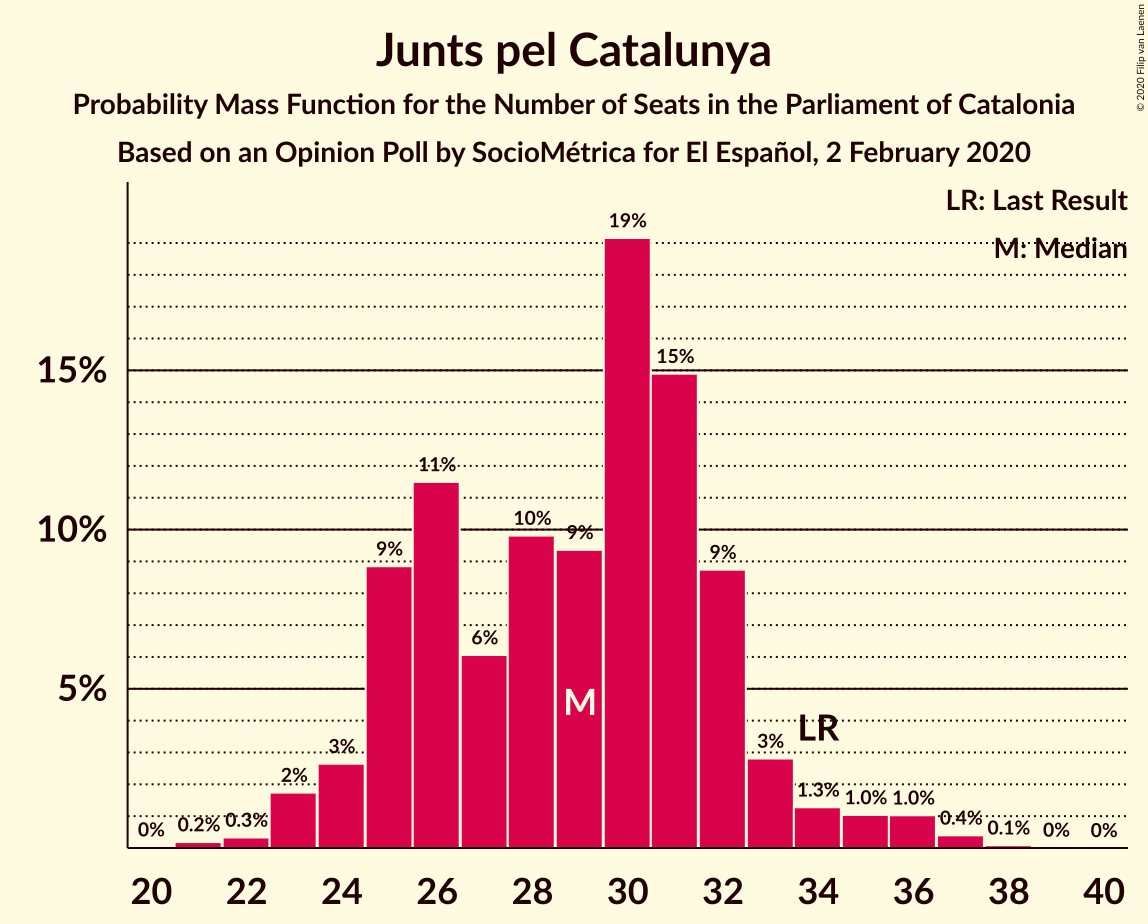 Junts pel Catalunya
Probability Mass Function for the Number of Seats in the Parliament of Catalonia
Based on an Opinion Poll by SocioMétrica for El Español, 2 February 2020
© 2020 Filip van Laenen
LR: Last Result
M: Median
19%
15%
15%
11%
10%
10%
9%
9%
9%
6%
5%
M
LR
3%
3%
2%
1.3%
1.0%
1.0%
0.4%
0.3%
0.2%
0.1%
0%
0%
0%
20 22 24 26 28 30 32 34 36 38 40